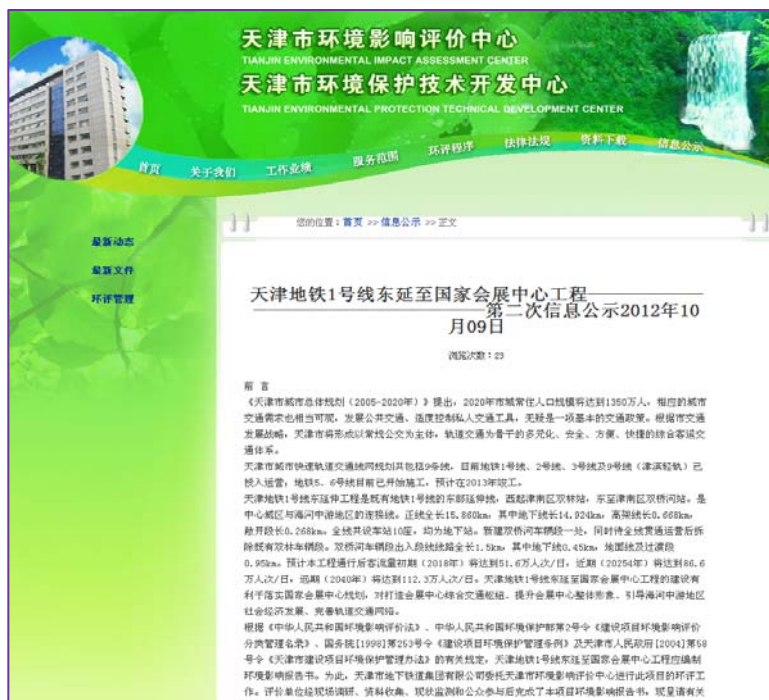 天津市环境影响评价中心
TIANJIN ENVIRONMENTAL IMPACT ASSESSMENT CENTER
天津市环境保护技术开发中心
TIANJIN ENVIRONMENTAL PROTECTION TECHNICAL DEVELOPMENT CENTER
首页 关于我们 工作业绩 服务范围 环评程序 法律法规 资料下载 信息公示
您的位置：首页 >> 信息公示 >> 正文
最新动态
最新文件
环评管理
天津地铁1号线东延至国家会展中心工程
第二次信息公示2012年10
月09日
浏览次数：23
前 言
《天津市城市总体规划（2005-2020年）》提出，2020年市域常住人口规模将达到1350万人，相应的城市
交通需求也相当可观，发展公共交通、适度控制私人交通工具，无疑是一项基本的交通政策。根据市交通
发展战略，天津市将形成以常规公交为主体，轨道交通为骨干的多元化、安全、方便、快捷的综合客运交
通体系。
天津市城市快速轨道交通线网规划共包括9条线，目前地铁1号线、2号线、3号线及9号线（津滨轻轨）已
投入运营，地铁5、6号线目前已开始施工，预计在2013年竣工。
天津地铁1号线东延伸工程是既有地铁1号线的东部延伸线，西起津南区双林站，东至津南区双桥河站。是
中心城区与海河中游地区的连接线。正线全长15.860km，其中地下线长14.924km，高架线长0.668km，
敞开段长0.268km。全线共设车站10座，均为地下站。新建双桥河车辆段一处，同时待全线贯通运营后拆
除既有双林车辆段。双桥河车辆段出入段线线路全长1.5km，其中地下线0.45km，地面线及过渡段
0.95km。预计本工程通行后客流量初期（2018年）将达到51.6万人次/日，近期（20254年）将达到86.6
万人次/日，远期（2040年）将达到112.3万人次/日。天津地铁1号线东延至国家会展中心工程的建设有
利于落实国家会展中心规划，对打造会展中心综合交通枢纽、提升会展中心整体形象、引导海河中游地区
社会经济发展、完善轨道交通网络。
根据《中华人民共和国环境影响评价法》、中华人民共和国环境保护部第2号令《建设项目环境影响评价
分类管理名录》、国务院[1998]第253号令《建设项目环境保护管理条例》及天津市人民政府[2004]第58
号令《天津市建设项目环境保护管理办法》的有关规定，天津地铁1号线东延至国家会展中心工程应编制
环境影响报告书。为此，天津市地下铁道集团有限公司委托天津市环境影响评价中心进行此项目的环评工
作。评价单位经现场调研、资料收集、现状监测和公众参与后完成了本项目环境影响报告书，现呈请有关